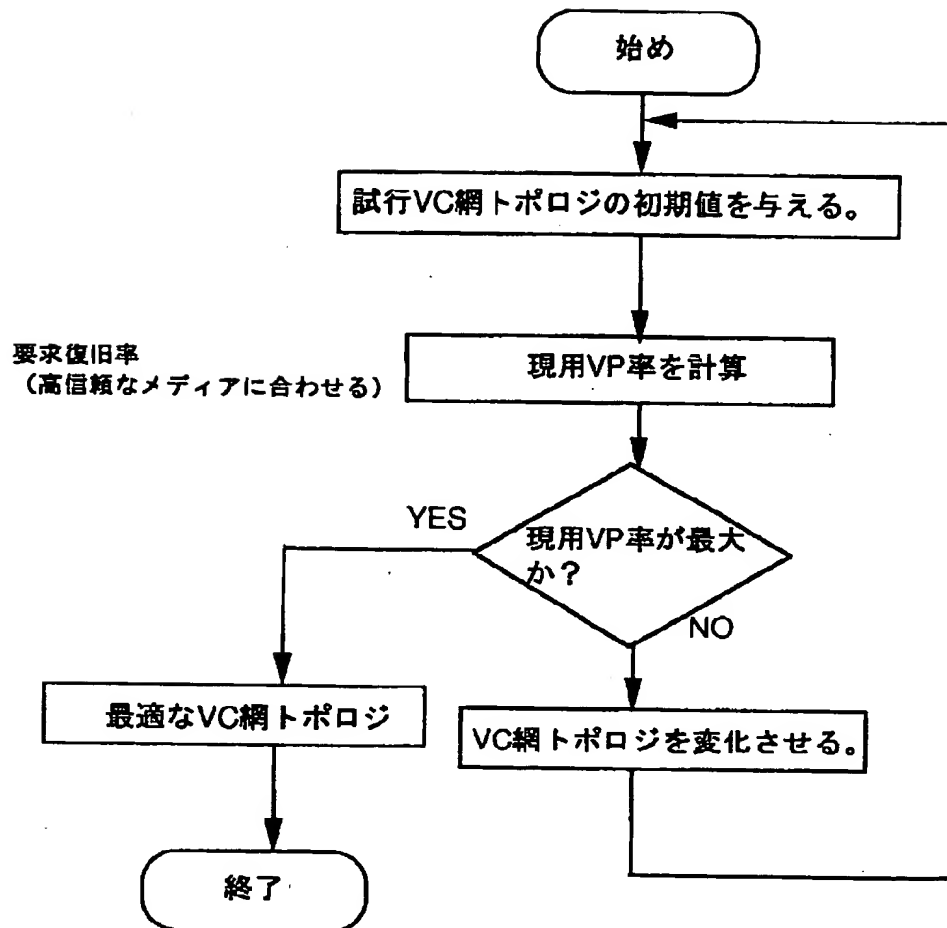 始め
試行VC網トポロジの初期値を与える。
要求復旧率
(高信頼なメディアに合わせる)
現用VP率を計算
YES
現用VP率が最大
か?
NO
最適なVC網トポロジ
VC網トポロジを変化させる。
終了